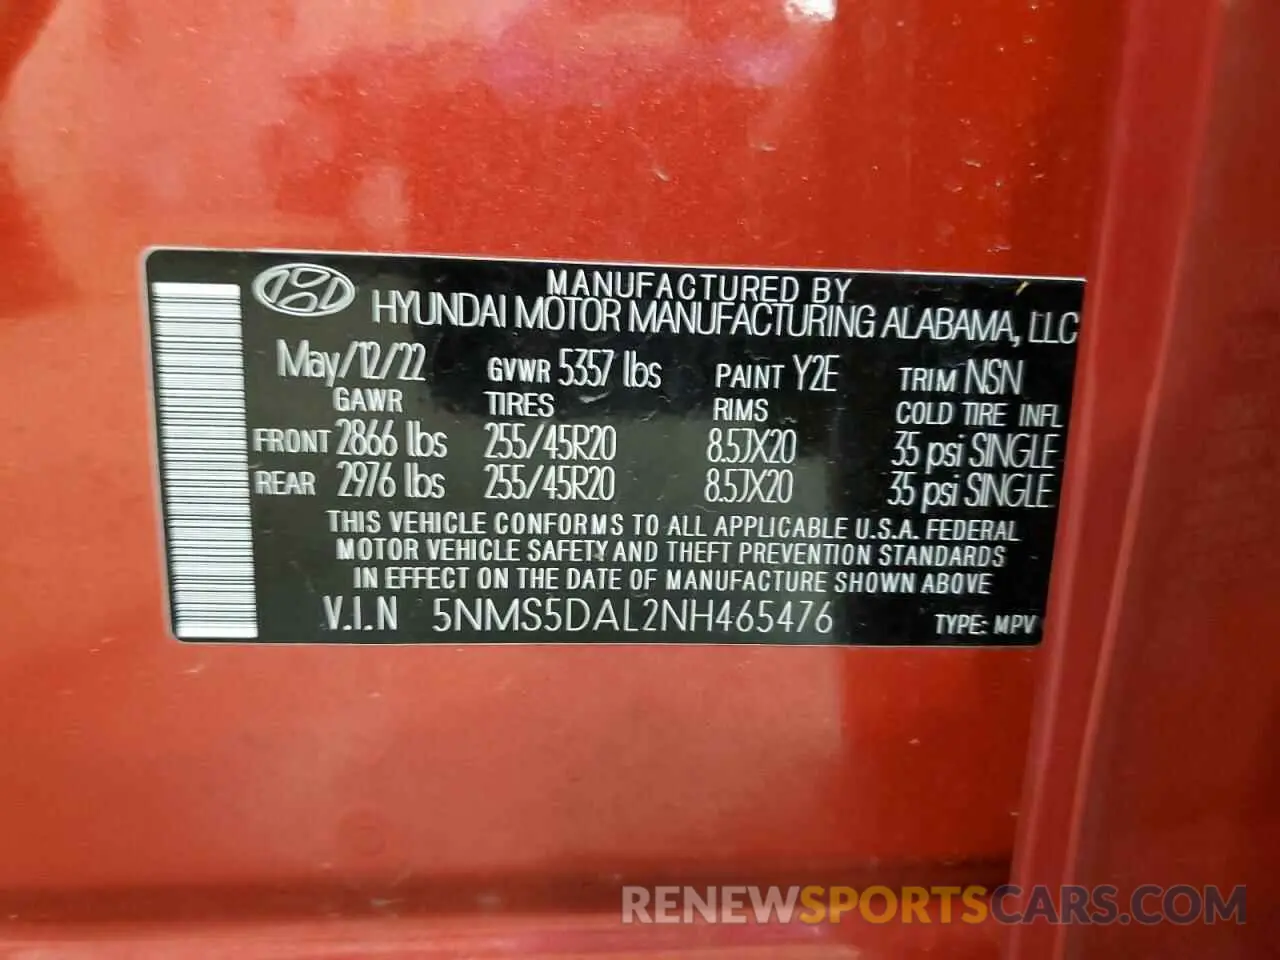 MANUFACTURED BY
HYUNDAI MOTOR MANUFACTURING ALABAMA, LLC
May/12/22 GVWR 5357 lbs PAINT Y2E TRIM NSN
GAWR TIRES RIMS COLD TIRE INFL
FRONT 2866 lbs 255/45R20 8.5JX20 35 psi SINGLE
REAR 2976 lbs 255/45R20 8.5JX20 35 psi SINGLE
THIS VEHICLE CONFORMS TO ALL APPLICABLE U.S.A. FEDERAL
MOTOR VEHICLE SAFETY AND THEFT PREVENTION STANDARDS
IN EFFECT ON THE DATE OF MANUFACTURE SHOWN ABOVE
V.I.N 5NMS5DAL2NH465476 TYPE: MPV
RENEWSPORTSCARS.COM